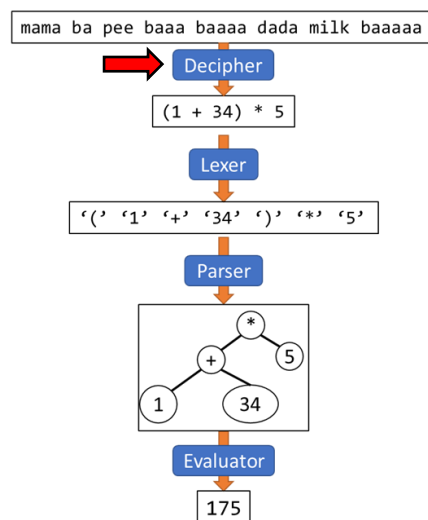 mama ba pee baaa baaaa dada milk baaaaa
Decipher
(1 + 34) * 5
Lexer
‘(‘ ‘1’ ‘+’ ‘34’ ‘)’ ‘*’ ‘5’
Parser
*
+ 5
1 34
Evaluator
175